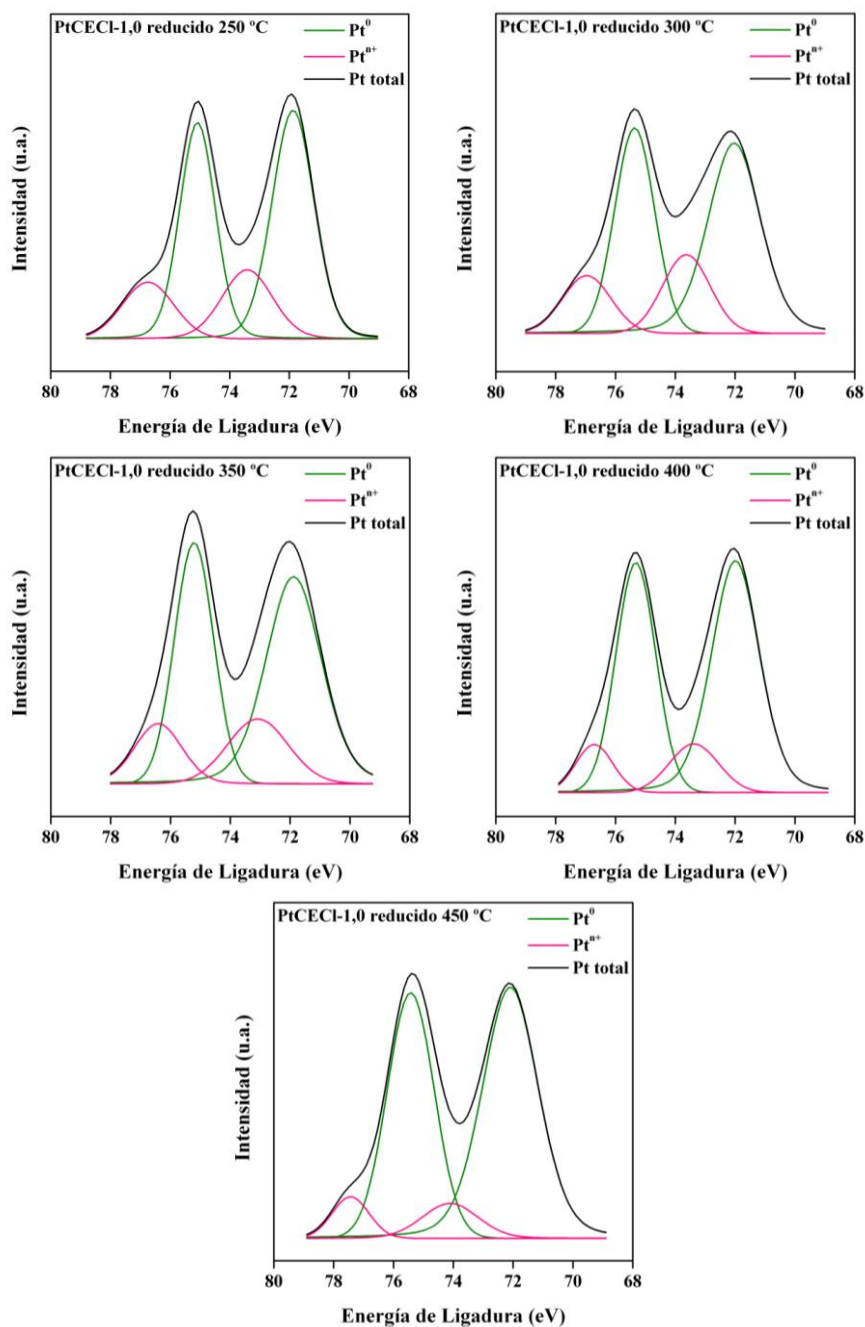 PtCECl-1,0 reducido 250 ºC
Pt⁰
Ptⁿ⁺
Pt total
Intensidad (u.a.)
80 78 76 74 72 70 68
Energía de Ligadura (eV)
PtCECl-1,0 reducido 300 ºC
Pt⁰
Ptⁿ⁺
Pt total
Intensidad (u.a.)
80 78 76 74 72 70 68
Energía de Ligadura (eV)
PtCECl-1,0 reducido 350 ºC
Pt⁰
Ptⁿ⁺
Pt total
Intensidad (u.a.)
80 78 76 74 72 70 68
Energía de Ligadura (eV)
PtCECl-1,0 reducido 400 ºC
Pt⁰
Ptⁿ⁺
Pt total
Intensidad (u.a.)
80 78 76 74 72 70 68
Energía de Ligadura (eV)
PtCECl-1,0 reducido 450 ºC
Pt⁰
Ptⁿ⁺
Pt total
Intensidad (u.a.)
80 78 76 74 72 70 68
Energía de Ligadura (eV)